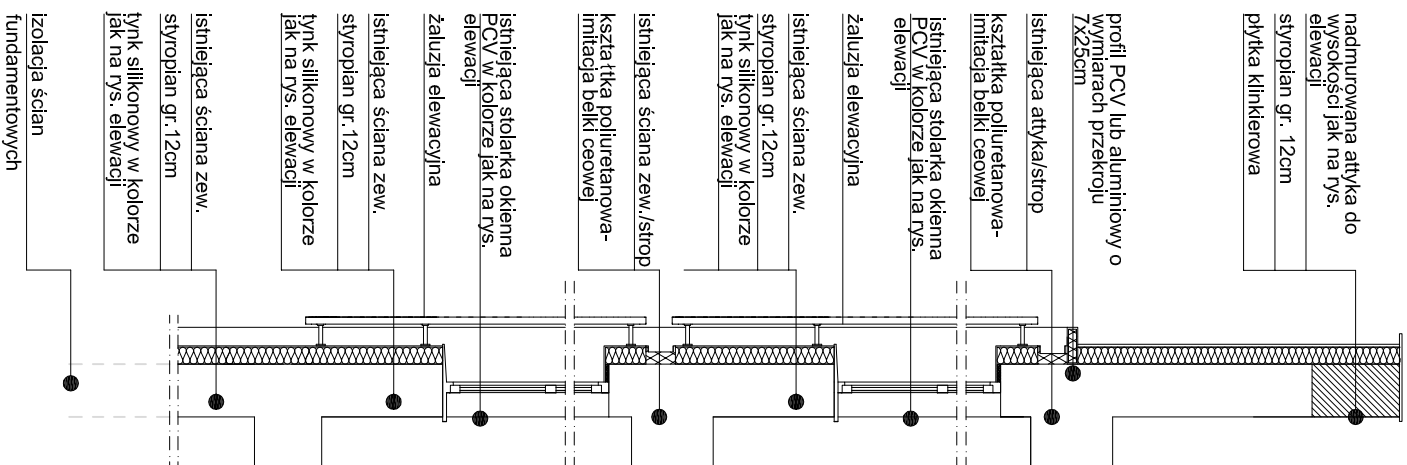 nadmurowana attyka do
wysokości jak na rys.
elewacji
styropian gr. 12cm
płytka klinkierowa
profil PCV lub aluminiowy o
wymiarach przekroju
7x25cm
istniejąca attyka/strop
kształtka poliuretanowa-
imitacja belki ceowej
istniejąca stolarka okienna
PCV w kolorze jak na rys.
elewacji
żaluzja elewacyjna
istniejąca ściana zew.
styropian gr.12cm
tynk silikonowy w kolorze
jak na rys. elewacji
istniejąca ściana zew./strop
kształtka poliuretanowa-
imitacja belki ceowej
istniejąca stolarka okienna
PCV w kolorze jak na rys.
elewacji
żaluzja elewacyjna
istniejąca ściana zew.
styropian gr.12cm
tynk silikonowy w kolorze
jak na rys. elewacji
istniejąca ściana zew.
styropian gr.12cm
tynk silikonowy w kolorze
jak na rys. elewacji
izolacja ścian
fundamentowych